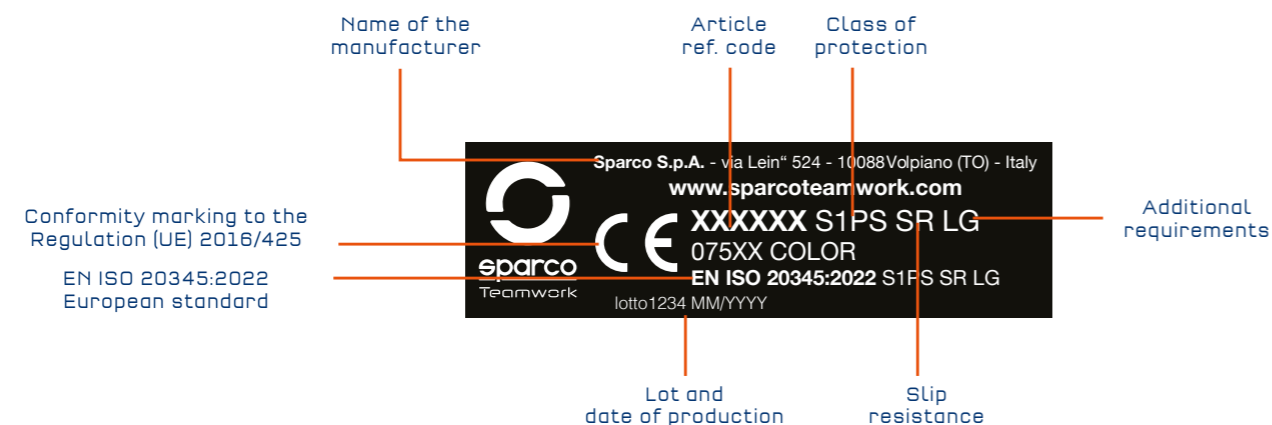 Name of the
manufacturer
Article
ref. code
Class of
protection
Sparco S.p.A. - via Lein“ 524 - 10088Volpiano (TO) - Italy
www.sparcoteamwork.com
XXXXXX S1PS SR LG
075XX COLOR
EN ISO 20345:2022 S1PS SR LG
lotto1234 MM/YYYY
CE
sparco
Teamwork
Conformity marking to the
Regulation (UE) 2016/425
EN ISO 20345:2022
European standard
Additional
requirements
Lot and
date of production
Slip
resistance